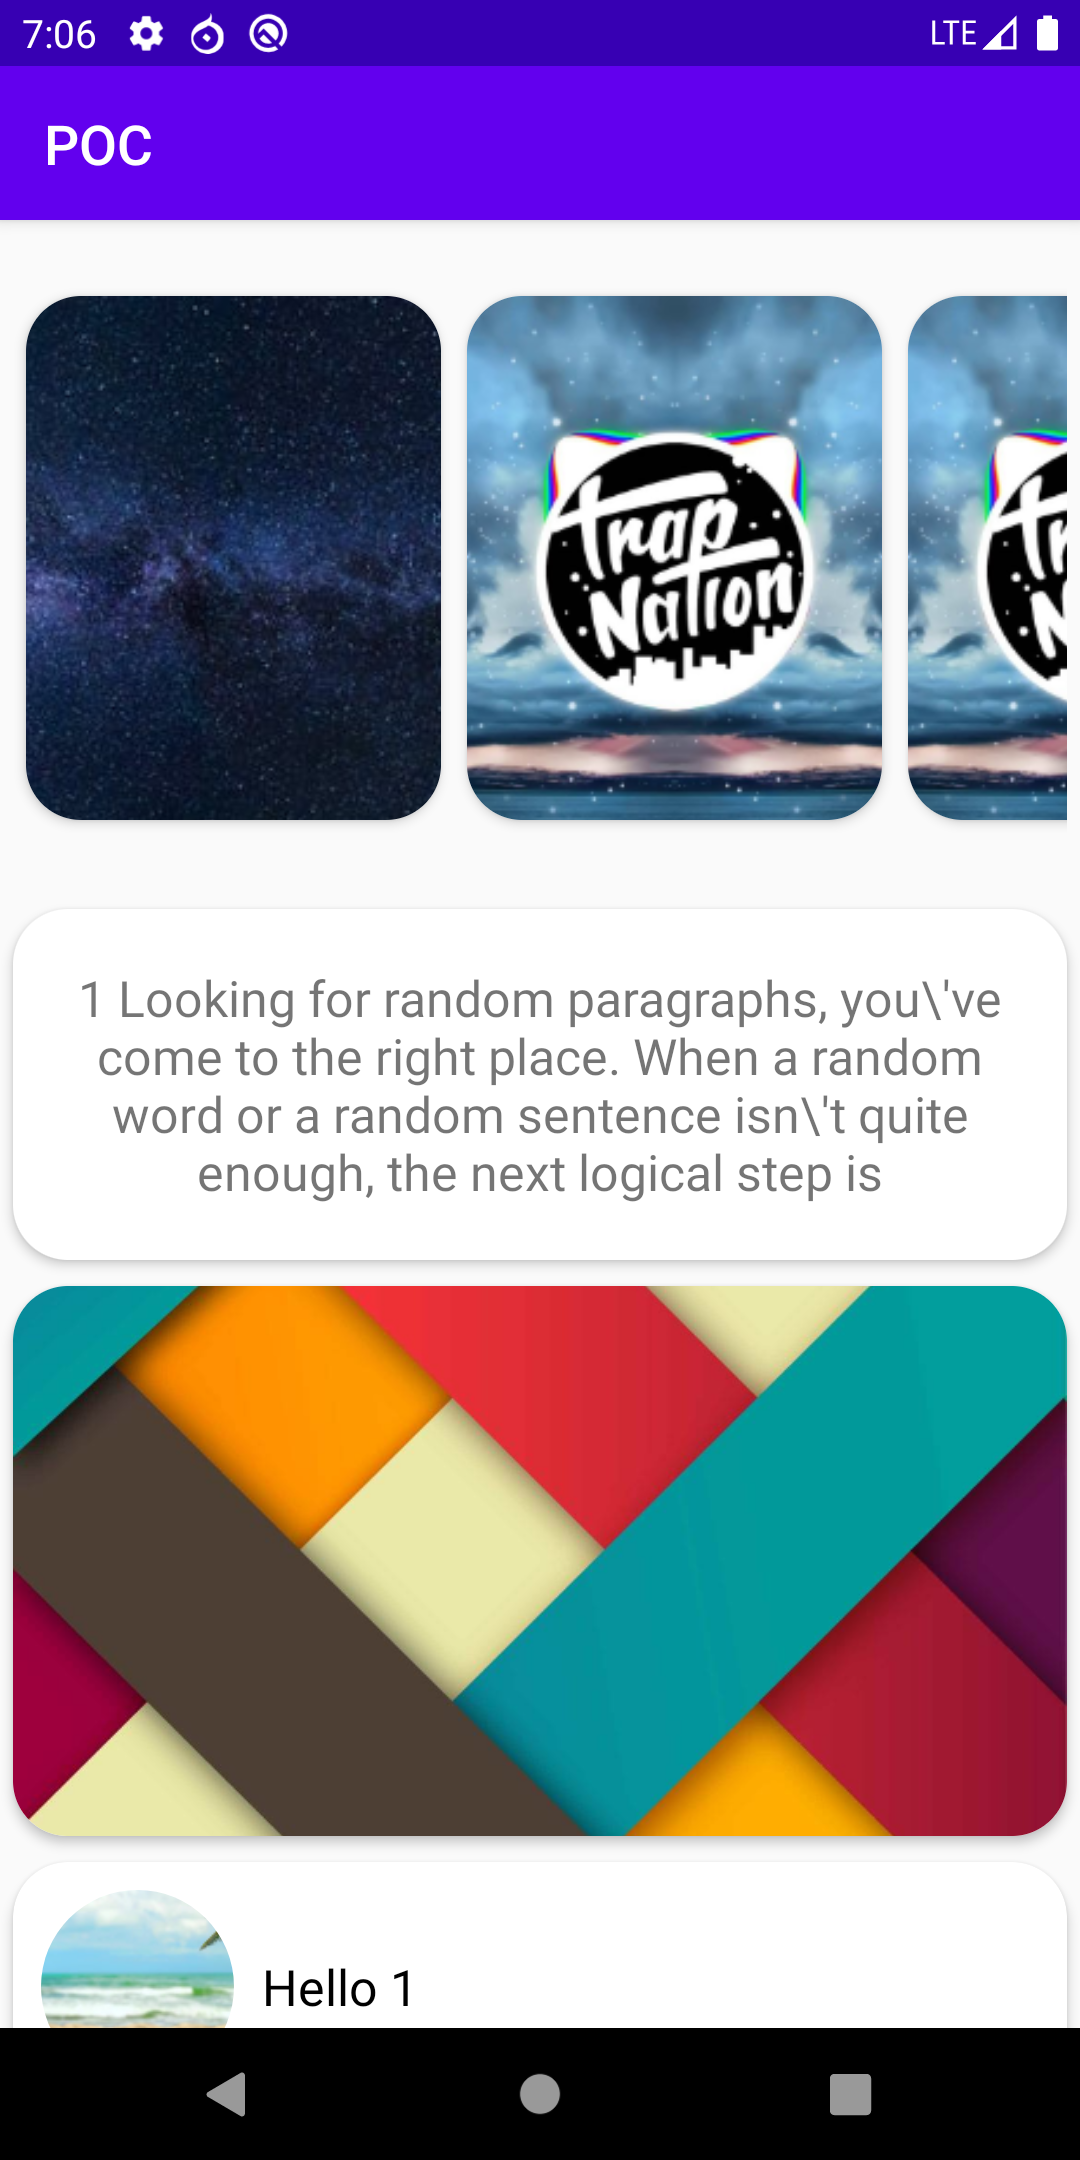 7:06 LTE
POC
Trap
Nation
Tr
N
1 Looking for random paragraphs, you\'ve
come to the right place. When a random
word or a random sentence isn\'t quite
enough, the next logical step is
Hello 1